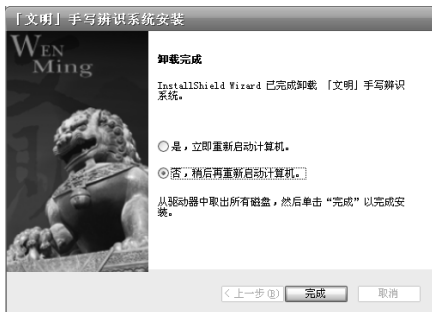 「文明」手写辨识系统安装
WEN
Ming
卸载完成
InstallShield Wizard 已完成卸载 「文明」手写辨识
系统。
是，立即重新启动计算机。
否，稍后再重新启动计算机。
从驱动器中取出所有磁盘，然后单击“完成”以完成安
装。
< 上一步(B) 完成 取消